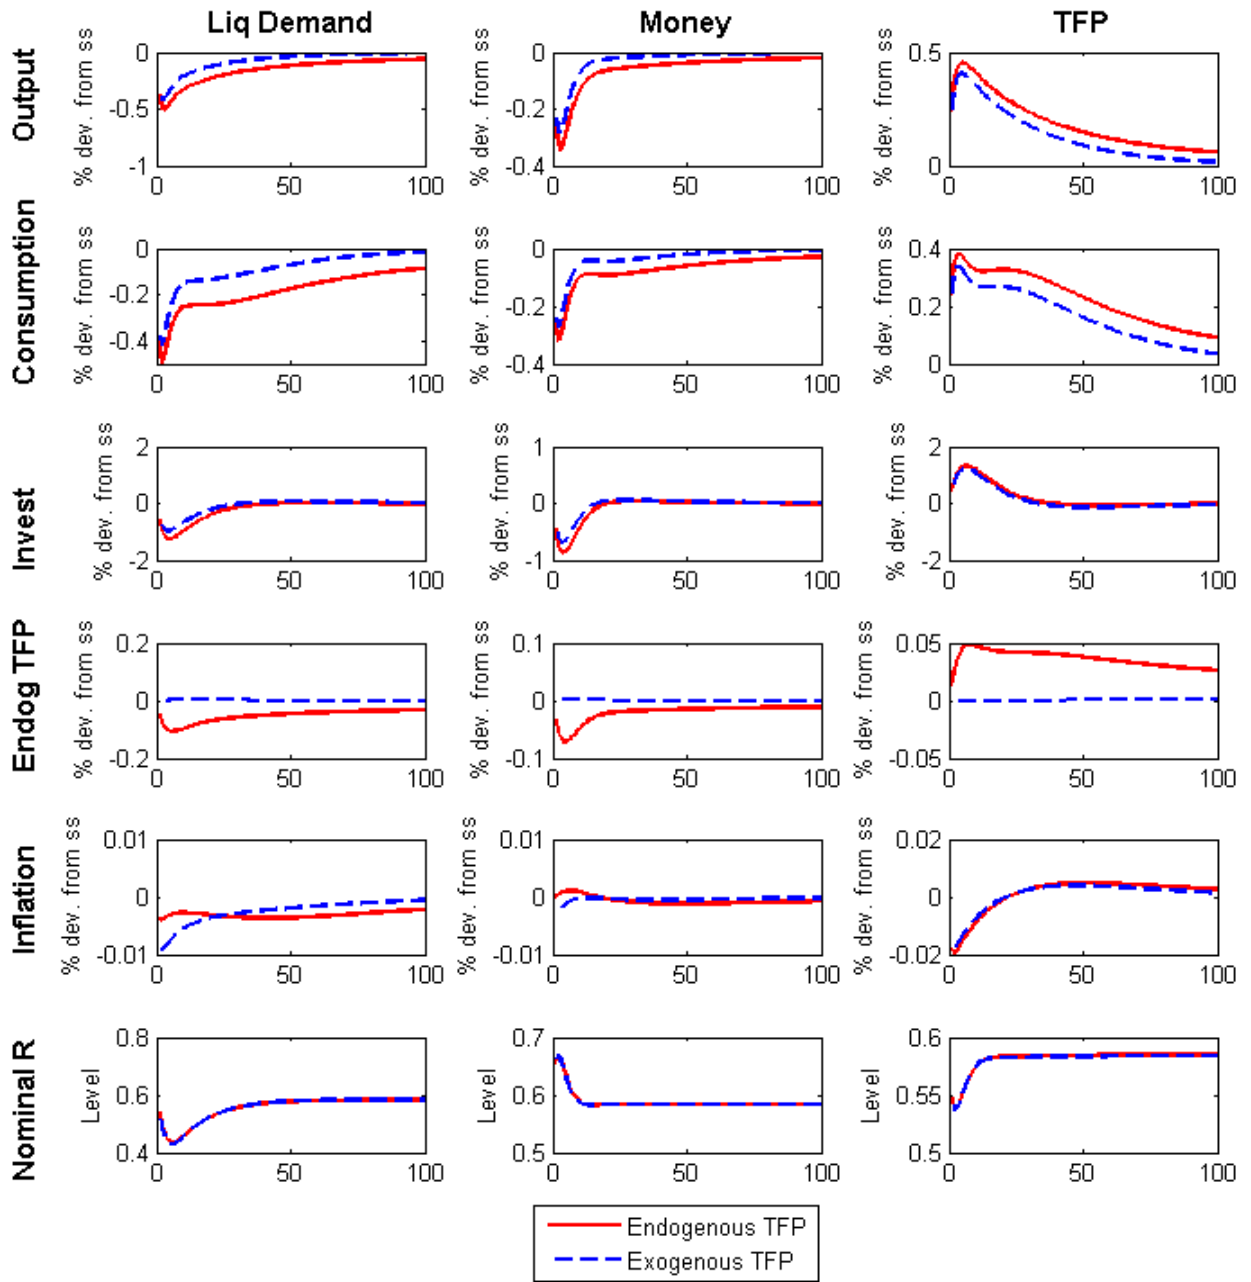 Liq Demand Money TFP
Output
% dev. from ss
0
-0.5
-1
0 50 100
% dev. from ss
0
-0.2
-0.4
0 50 100
% dev. from ss
0.5
0
0 50 100
Consumption
% dev. from ss
0
-0.2
-0.4
0 50 100
% dev. from ss
0
-0.2
-0.4
0 50 100
% dev. from ss
0.4
0.2
0
0 50 100
Invest
% dev. from ss
2
0
-2
0 50 100
% dev. from ss
1
0
-1
0 50 100
% dev. from ss
2
0
-2
0 50 100
Endog TFP
% dev. from ss
0.2
0
-0.2
0 50 100
% dev. from ss
0.1
0
-0.1
0 50 100
% dev. from ss
0.05
0
-0.05
0 50 100
Inflation
% dev. from ss
0.01
0
-0.01
0 50 100
% dev. from ss
0.01
0
-0.01
0 50 100
% dev. from ss
0.02
0
-0.02
0 50 100
Nominal R
Level
0.8
0.6
0.4
0 50 100
Level
0.7
0.6
0.5
0 50 100
Level
0.6
0.55
0.5
0 50 100
Endogenous TFP
Exogenous TFP